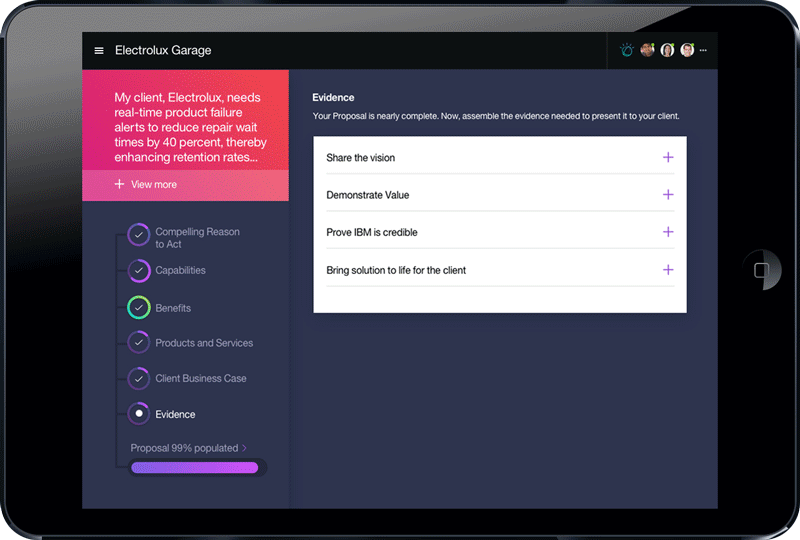 Electrolux Garage
My client, Electrolux, needs
real-time product failure
alerts to reduce repair wait
times by 40 percent, thereby
enhancing retention rates...
+ View more
Compelling Reason
to Act
Capabilities
Benefits
Products and Services
Client Business Case
Evidence
Proposal 99% populated >
Evidence
Your Proposal is nearly complete. Now, assemble the evidence needed to present it to your client.
Share the vision +
Demonstrate Value +
Prove IBM is credible +
Bring solution to life for the client +